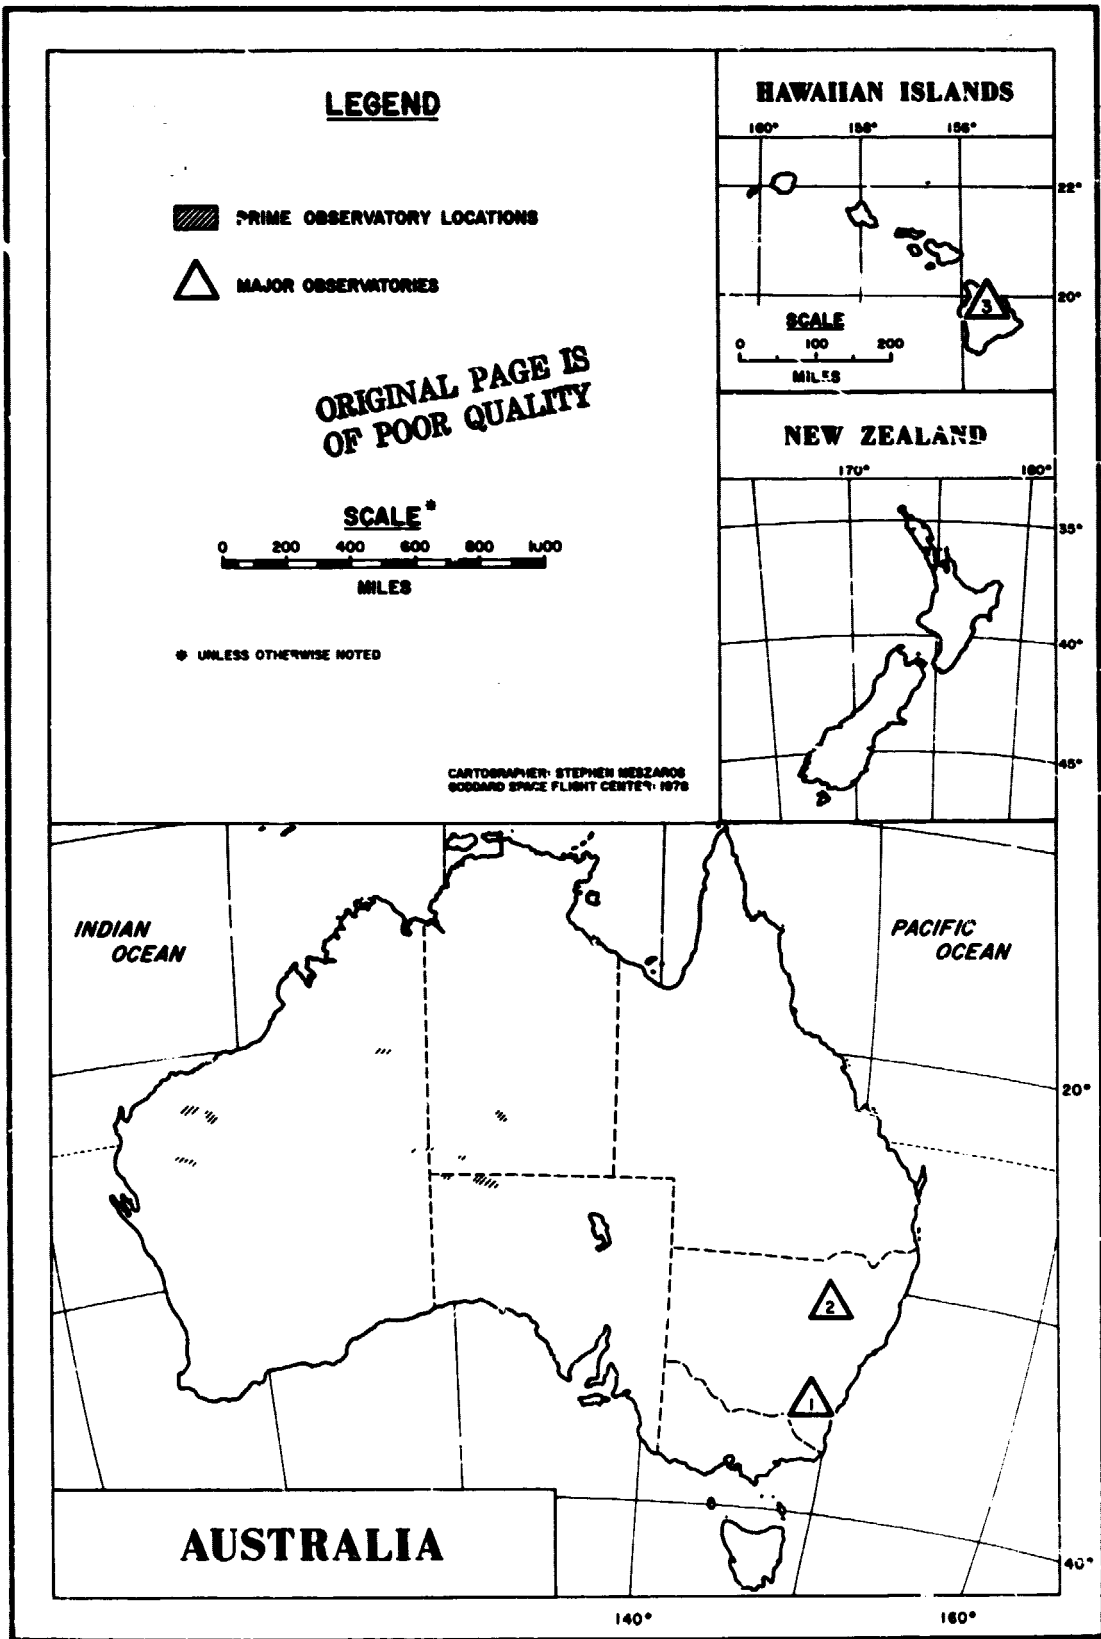 LEGEND
PRIME OBSERVATORY LOCATIONS
MAJOR OBSERVATORIES
ORIGINAL PAGE IS
OF POOR QUALITY
SCALE*
0 200 400 600 800 1000
MILES
* UNLESS OTHERWISE NOTED
CARTOGRAPHER: STEPHEN MESZAROS
GODDARD SPACE FLIGHT CENTER: 1978
HAWAIIAN ISLANDS
160° 158° 156°
22°
20°
3
SCALE
0 100 200
MILES
NEW ZEALAND
170° 180°
35°
40°
45°
INDIAN
OCEAN
PACIFIC
OCEAN
20°
2
1
AUSTRALIA
40°
140° 160°